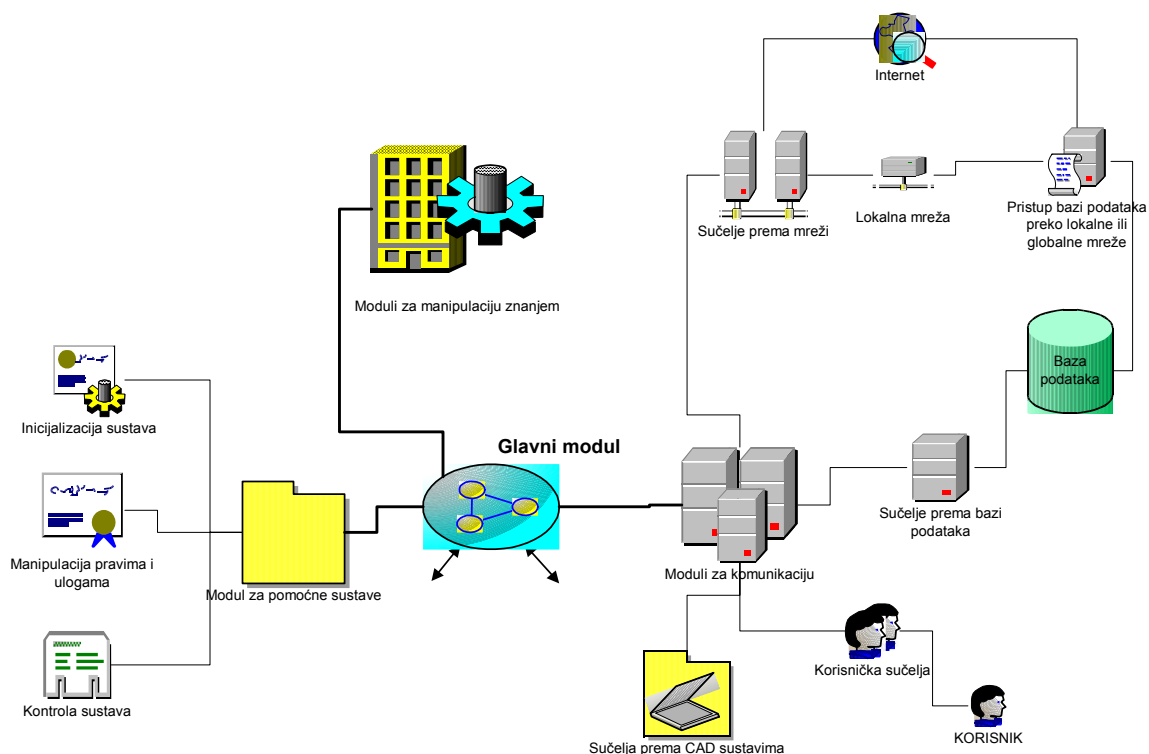 Internet
Sučelje prema mreži
Lokalna mreža
Pristup bazi podataka
preko lokalne ili
globalne mreže
Moduli za manipulaciju znanjem
Baza
podataka
Inicijalizacija sustava
Glavni modul
Sučelje prema bazi
podataka
Manipulacija pravima i
ulogama
Modul za pomoćne sustave
Moduli za komunikaciju
Korisnička sučelja
Kontrola sustava
KORISNIK
Sučelja prema CAD sustavima